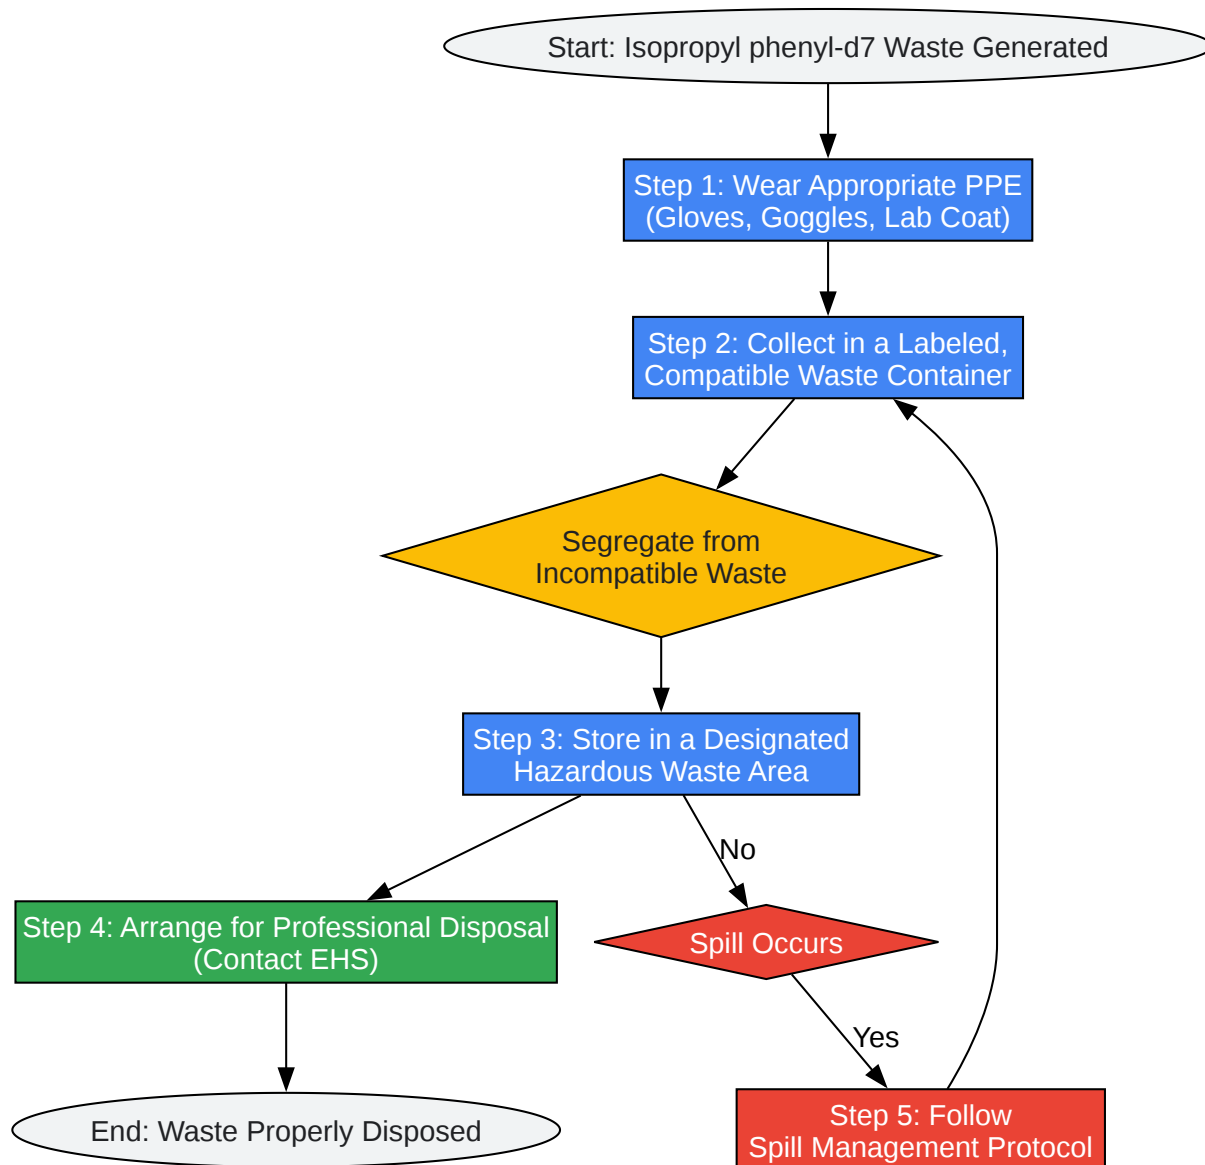 Start: Isopropyl phenyl-d7 Waste Generated
Step 1: Wear Appropriate PPE
(Gloves, Goggles, Lab Coat)
Step 2: Collect in a Labeled,
Compatible Waste Container
Segregate from
Incompatible Waste
Step 3: Store in a Designated
Hazardous Waste Area
No
Step 4: Arrange for Professional Disposal
(Contact EHS)
Spill Occurs
Yes
End: Waste Properly Disposed
Step 5: Follow
Spill Management Protocol